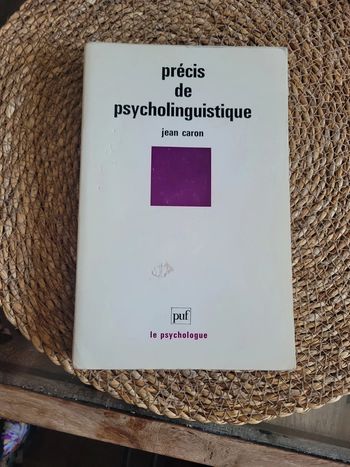 précis
de
psycholinguistique
jean caron
puf
le psychologue